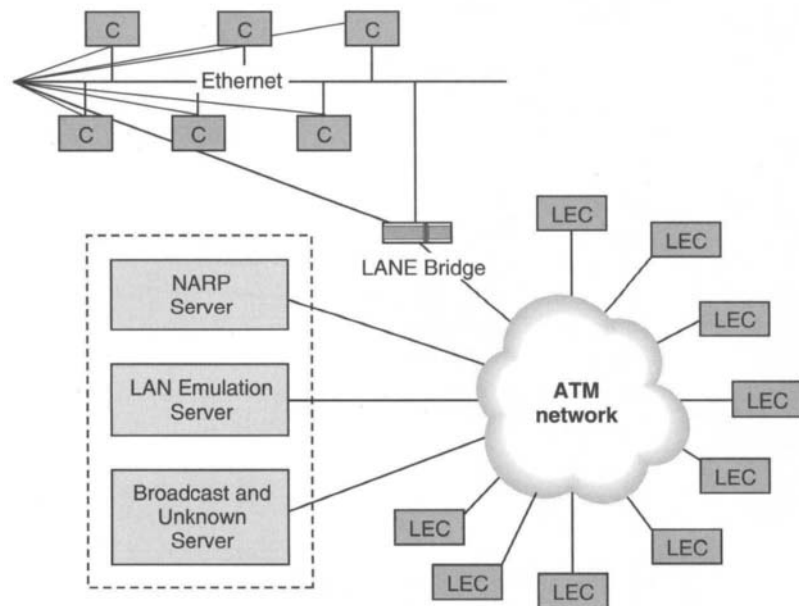 C C C
Ethernet
C C C
LANE Bridge
NARP
Server
LAN Emulation
Server
Broadcast and
Unknown
Server
ATM
network
LEC
LEC
LEC
LEC
LEC
LEC
LEC
LEC
LEC
LEC